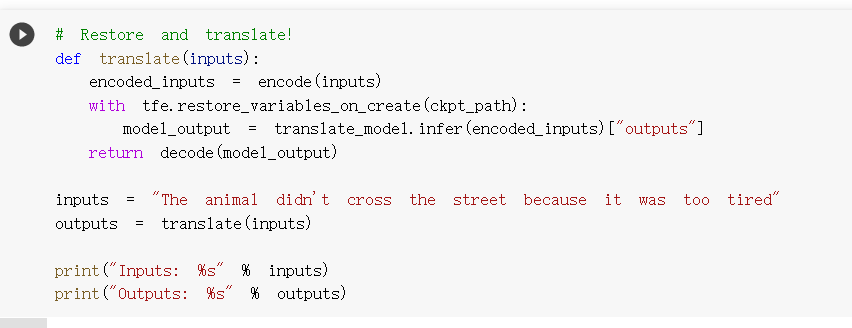 # Restore and translate!
def translate(inputs):
encoded_inputs = encode(inputs)
with tfe.restore_variables_on_create(ckpt_path):
model_output = translate_model.infer(encoded_inputs)["outputs"]
return decode(model_output)
inputs = "The animal didn't cross the street because it was too tired"
outputs = translate(inputs)
print("Inputs: %s" % inputs)
print("Outputs: %s" % outputs)